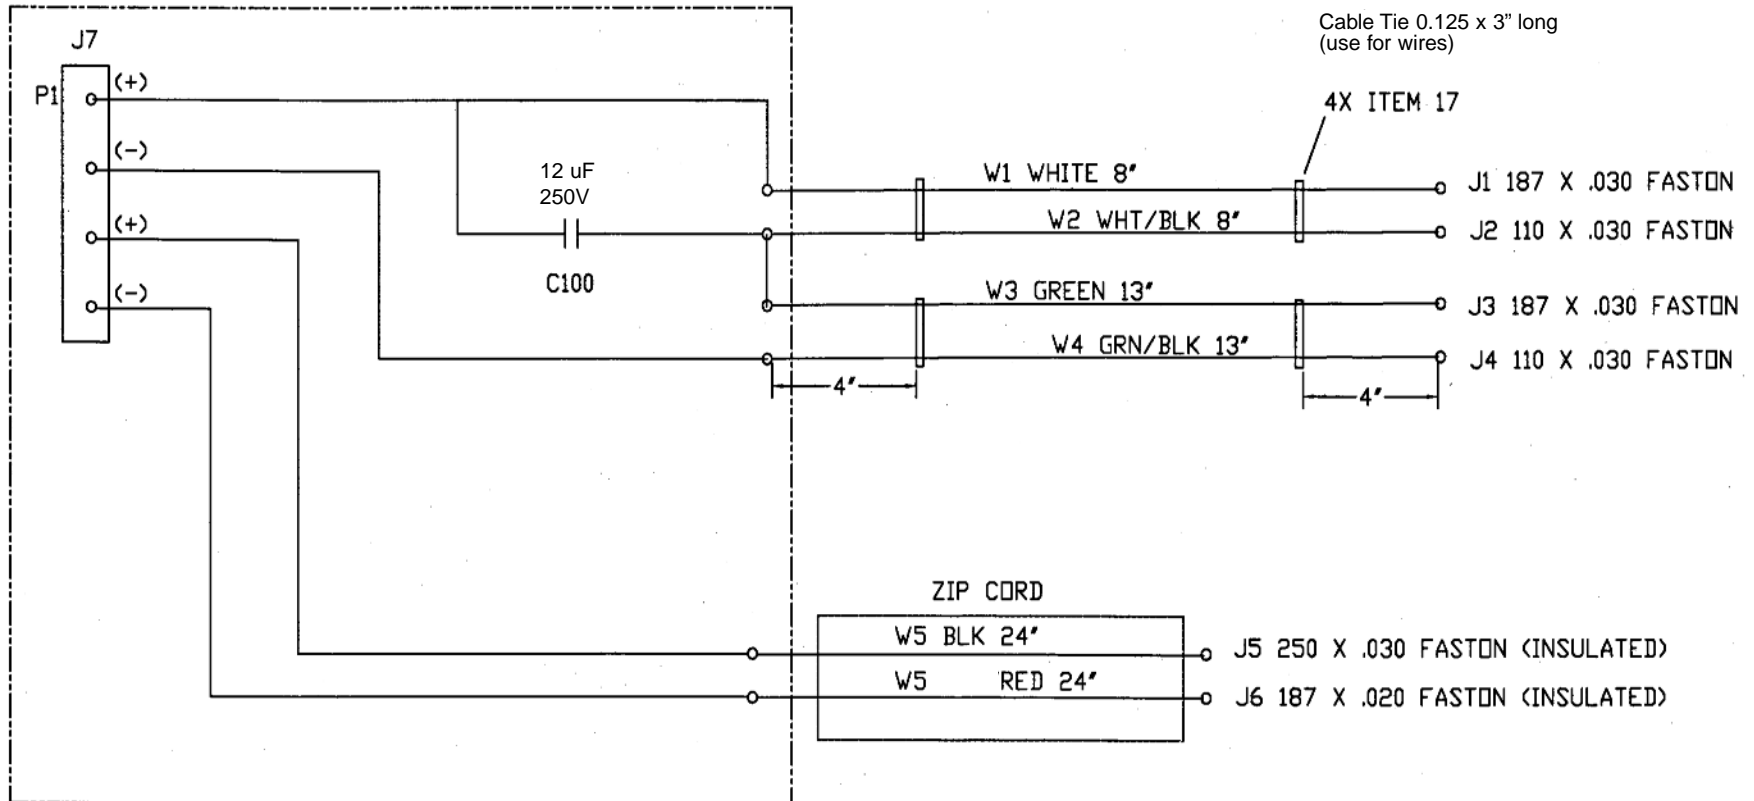 Cable Tie 0.125 x 3” long
(use for wires)
J7
4X ITEM 17
P1
(+)
(-)
(+)
(-)
12 uF
250V
C100
W1 WHITE 8"
J1 187 X .030 FASTON
W2 WHT/BLK 8"
J2 110 X .030 FASTON
W3 GREEN 13"
J3 187 X .030 FASTON
W4 GRN/BLK 13"
J4 110 X .030 FASTON
4"
4"
ZIP CORD
W5 BLK 24"
J5 250 X .030 FASTON (INSULATED)
W5 RED 24"
J6 187 X .020 FASTON (INSULATED)